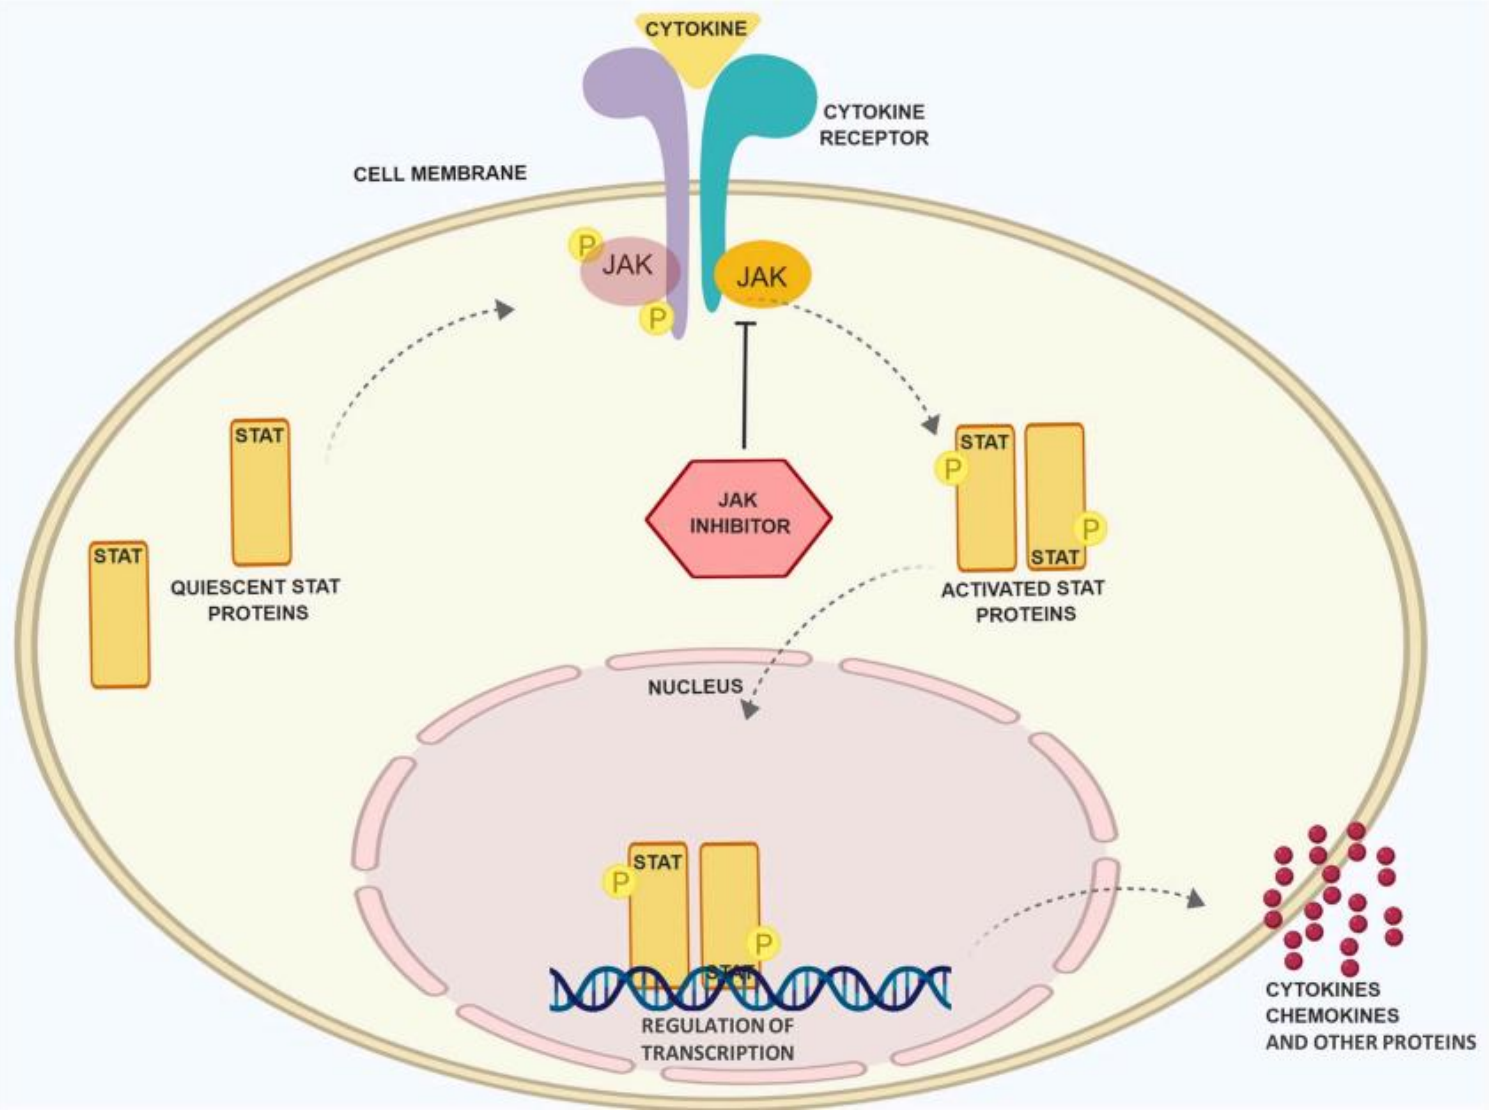 CYTOKINE
CYTOKINE
RECEPTOR
CELL MEMBRANE
P
JAK
JAK
P
STAT
STAT
P
JAK
INHIBITOR
P
STAT
STAT
QUIESCENT STAT
PROTEINS
ACTIVATED STAT
PROTEINS
NUCLEUS
STAT
P
P
STAT
REGULATION OF
TRANSCRIPTION
CYTOKINES
CHEMOKINES
AND OTHER PROTEINS